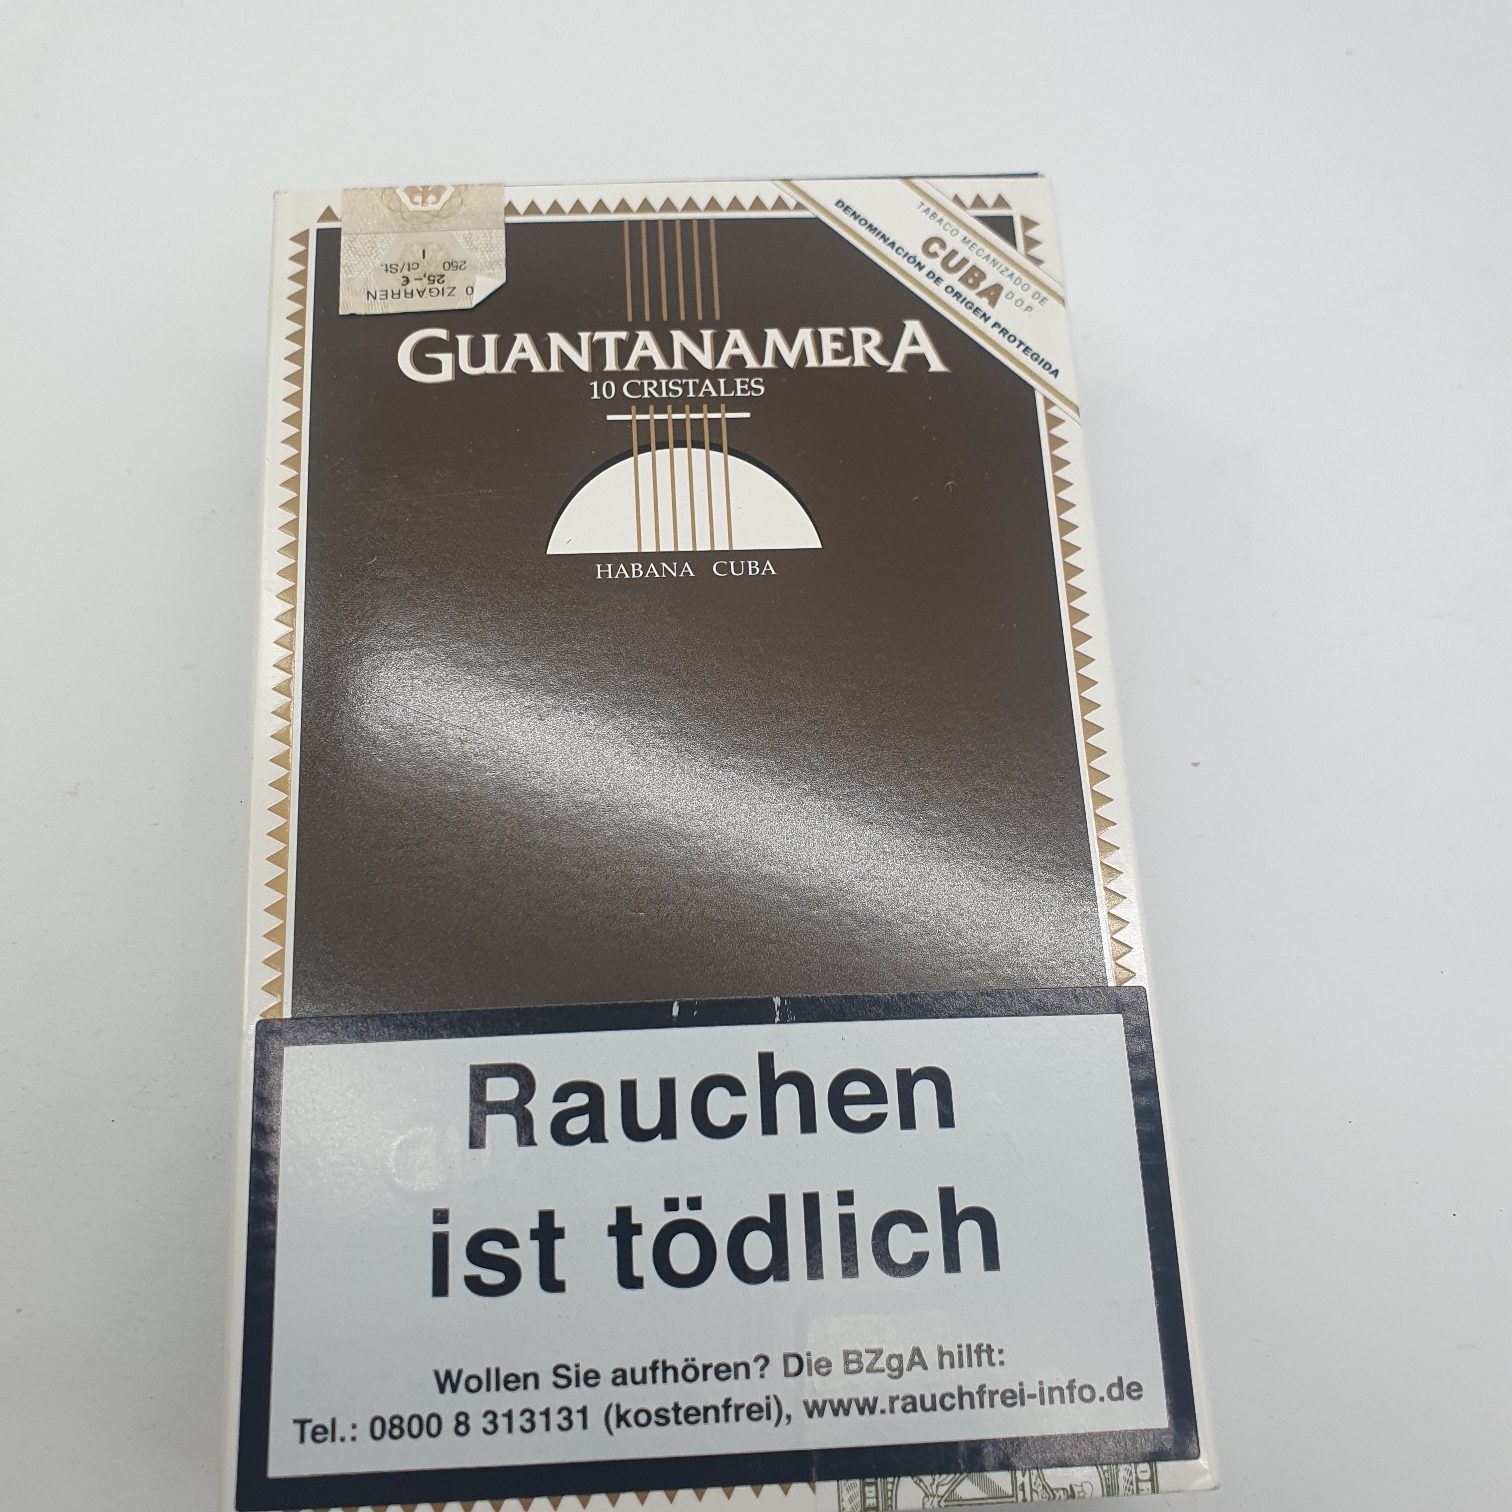 I
250 ct/St.
25,-€
0 ZIGARREN
TABACO MECANIZADO DE
CUBA D.O.P.
DENOMINACIÓN DE ORIGEN PROTEGIDA
GUANTANAMERA
10 CRISTALES
HABANA CUBA
Rauchen
ist tödlich
Wollen Sie aufhören? Die BZgA hilft:
Tel.: 0800 8 313131 (kostenfrei), www.rauchfrei-info.de